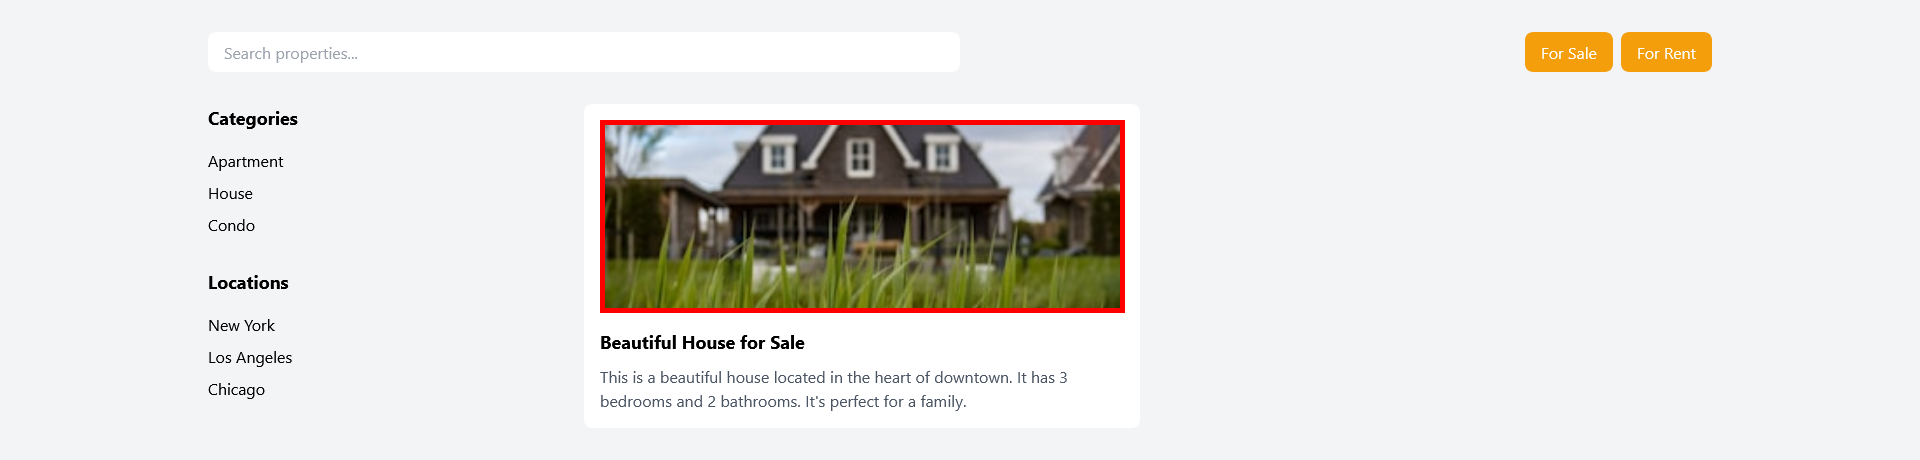 Search properties...
For Sale
For Rent
Categories
Apartment
House
Condo
Locations
New York
Los Angeles
Chicago
Beautiful House for Sale
This is a beautiful house located in the heart of downtown. It has 3
bedrooms and 2 bathrooms. It's perfect for a family.